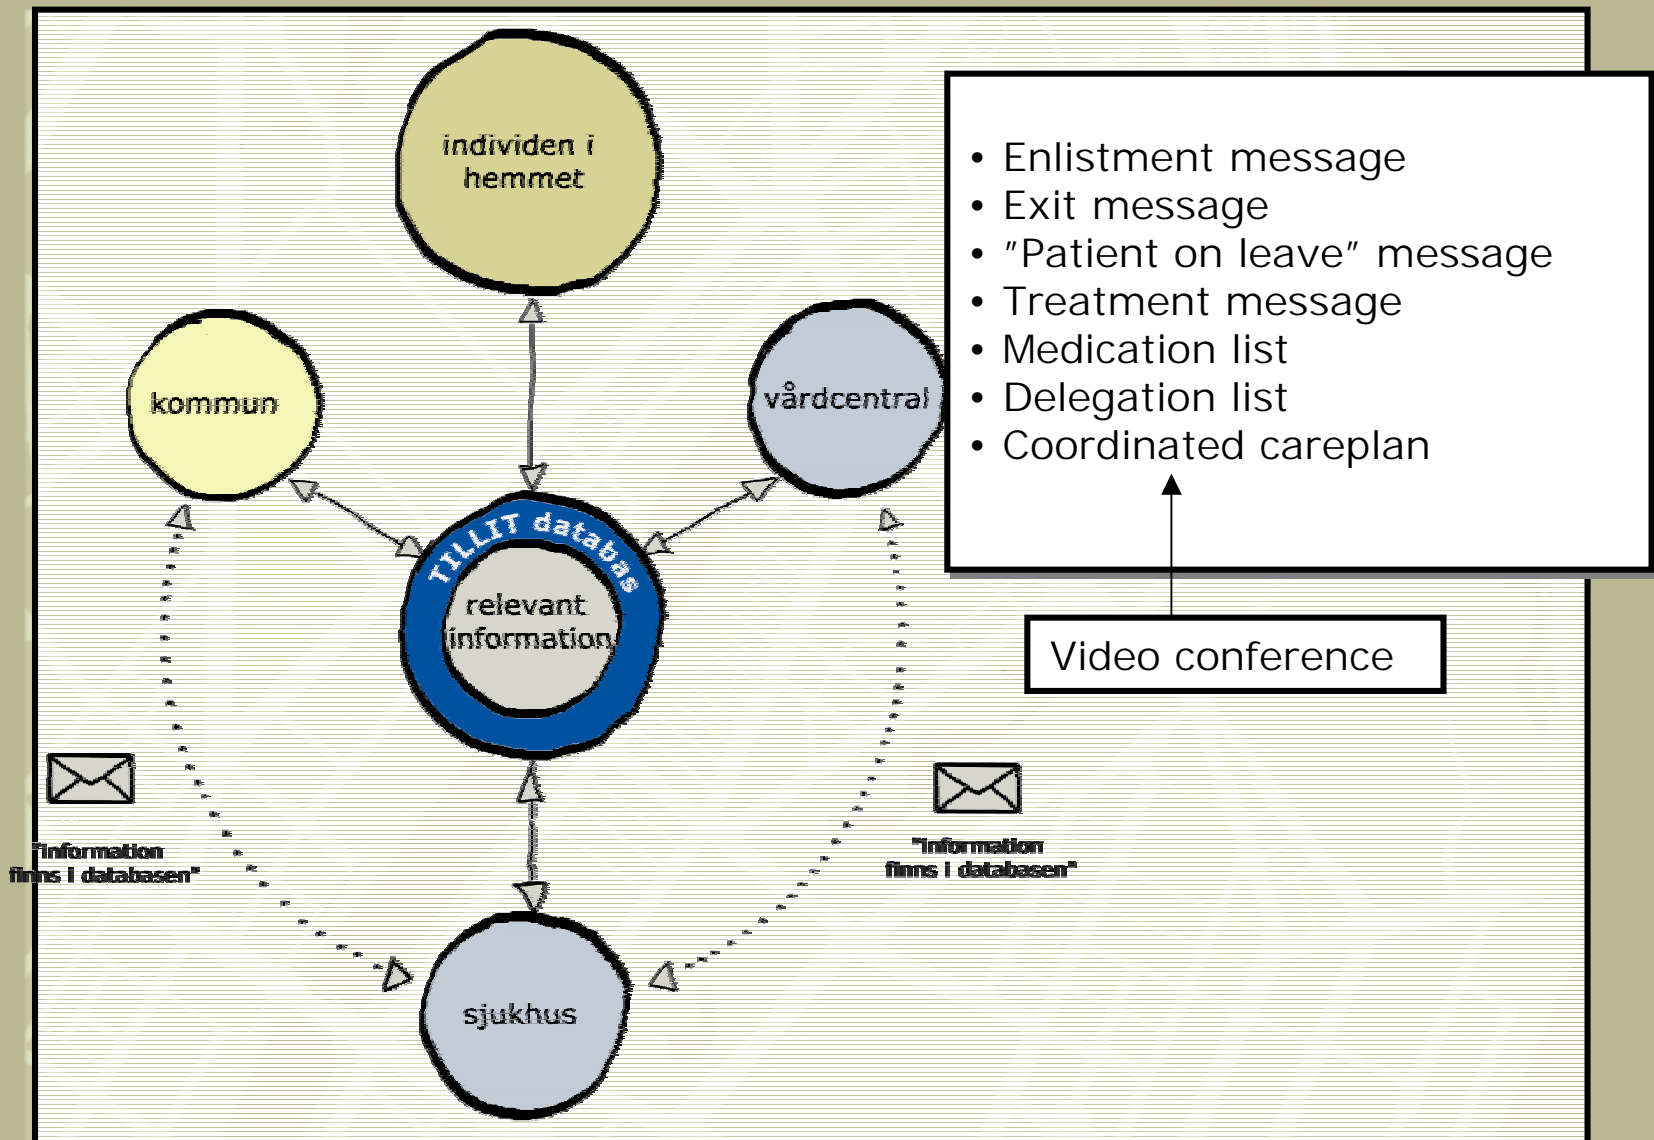 individen i
hemmet
kommun
vårdcentral
TILLIT databas
relevant
information
"information
finns i databasen"
"information
finns i databasen"
sjukhus
• Enlistment message
• Exit message
• "Patient on leave" message
• Treatment message
• Medication list
• Delegation list
• Coordinated careplan
Video conference